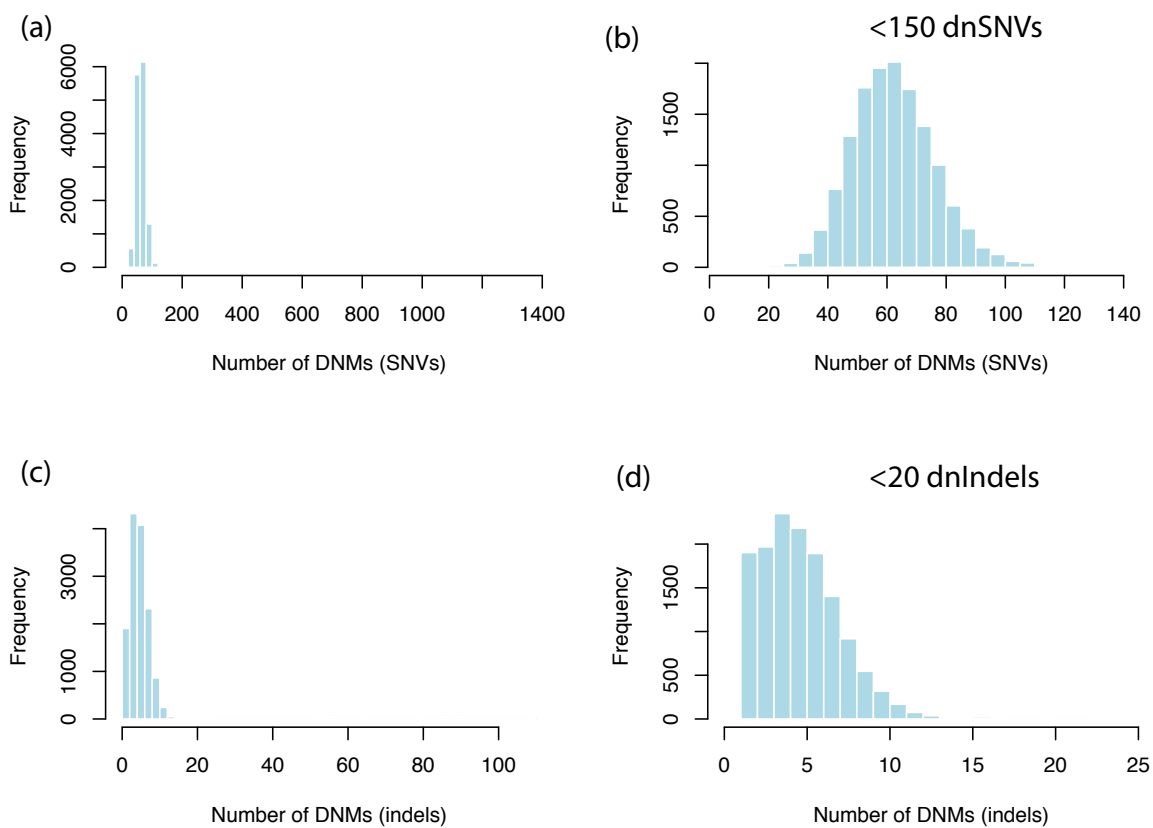 (a)
Frequency
0 2000 4000 6000
0 200 400 600 800 1000 1400
Number of DNMs (SNVs)
(b)
<150 dnSNVs
Frequency
0 500 1500
0 20 40 60 80 100 120 140
Number of DNMs (SNVs)
(c)
Frequency
0 1000 3000
0 20 40 60 80 100
Number of DNMs (indels)
(d)
<20 dnIndels
Frequency
0 500 1500
0 5 10 15 20 25
Number of DNMs (indels)